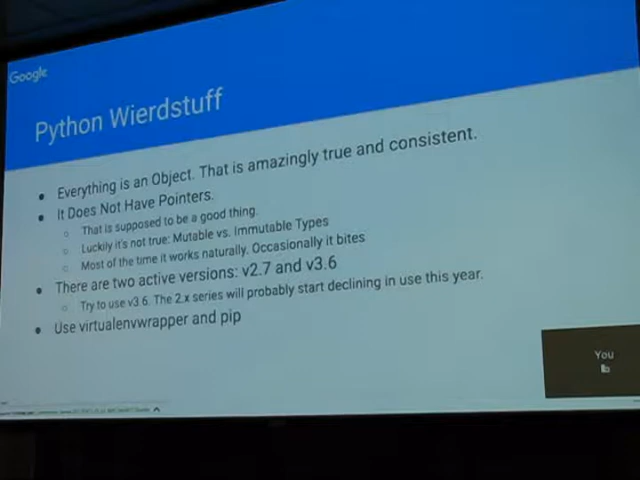 Google
Python Wierdstuff
Everything is an Object. That is amazingly true and consistent.
It Does Not Have Pointers.
That is supposed to be a good thing.
Luckily it's not true: Mutable vs. Immutable Types
Most of the time it works naturally. Occasionally it bites
There are two active versions: v2.7 and v3.6
Try to use v3.6. The 2.x series will probably start declining in use this year.
Use virtualenvwrapper and pip
You